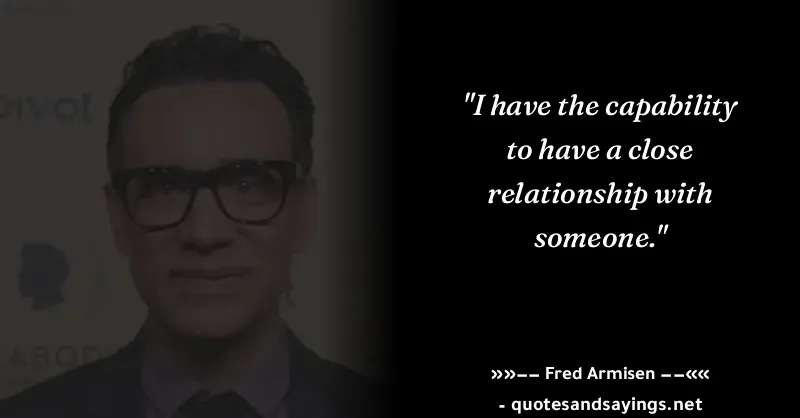 "I have the capability
to have a close
relationship with
someone."
»»−− Fred Armisen −−««
- quotesandsayings.net